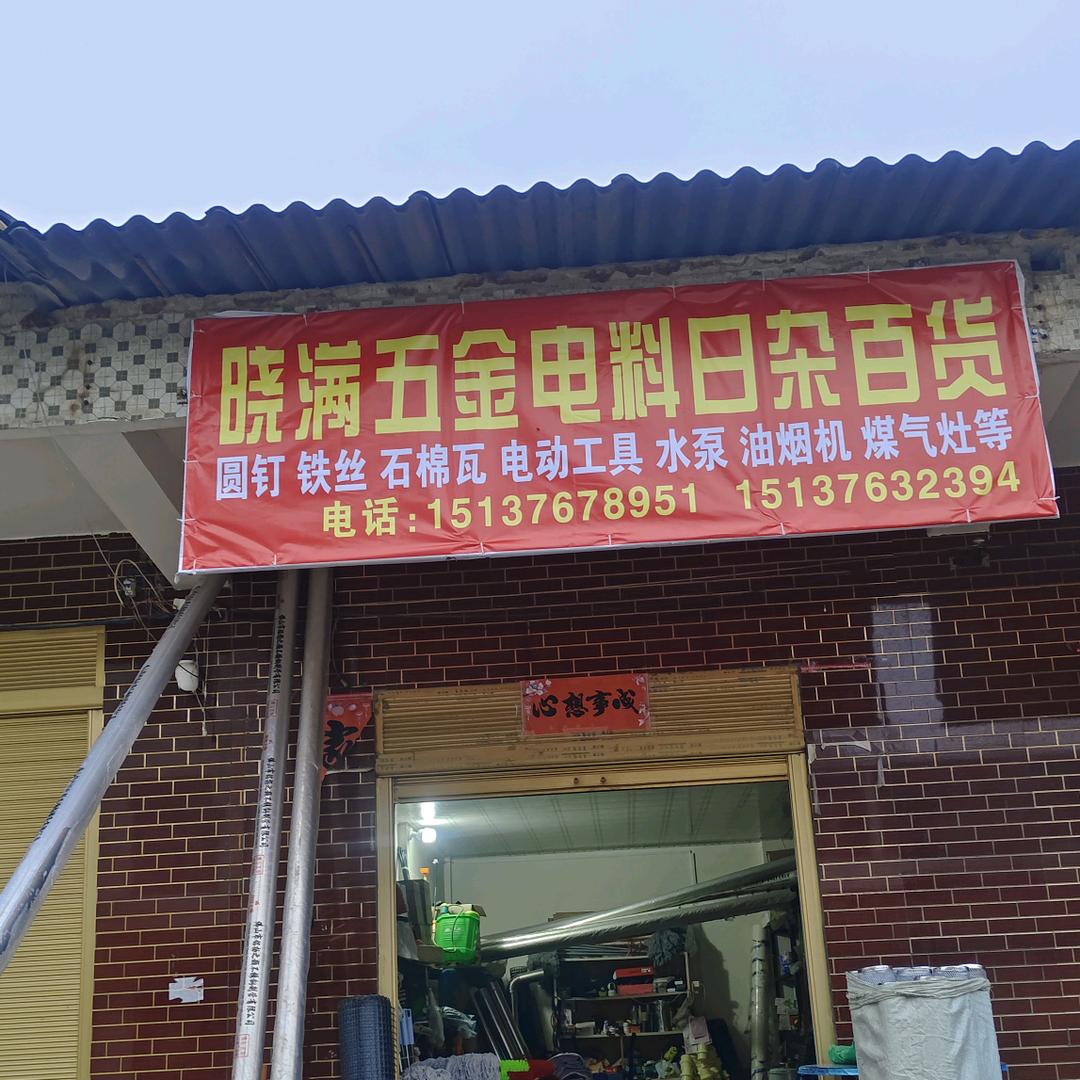 晓满五金电料日杂百货
圆钉 铁丝 石棉瓦 电动工具 水泵 油烟机 煤气灶等
电话:15137678951 15137632394
心想事成